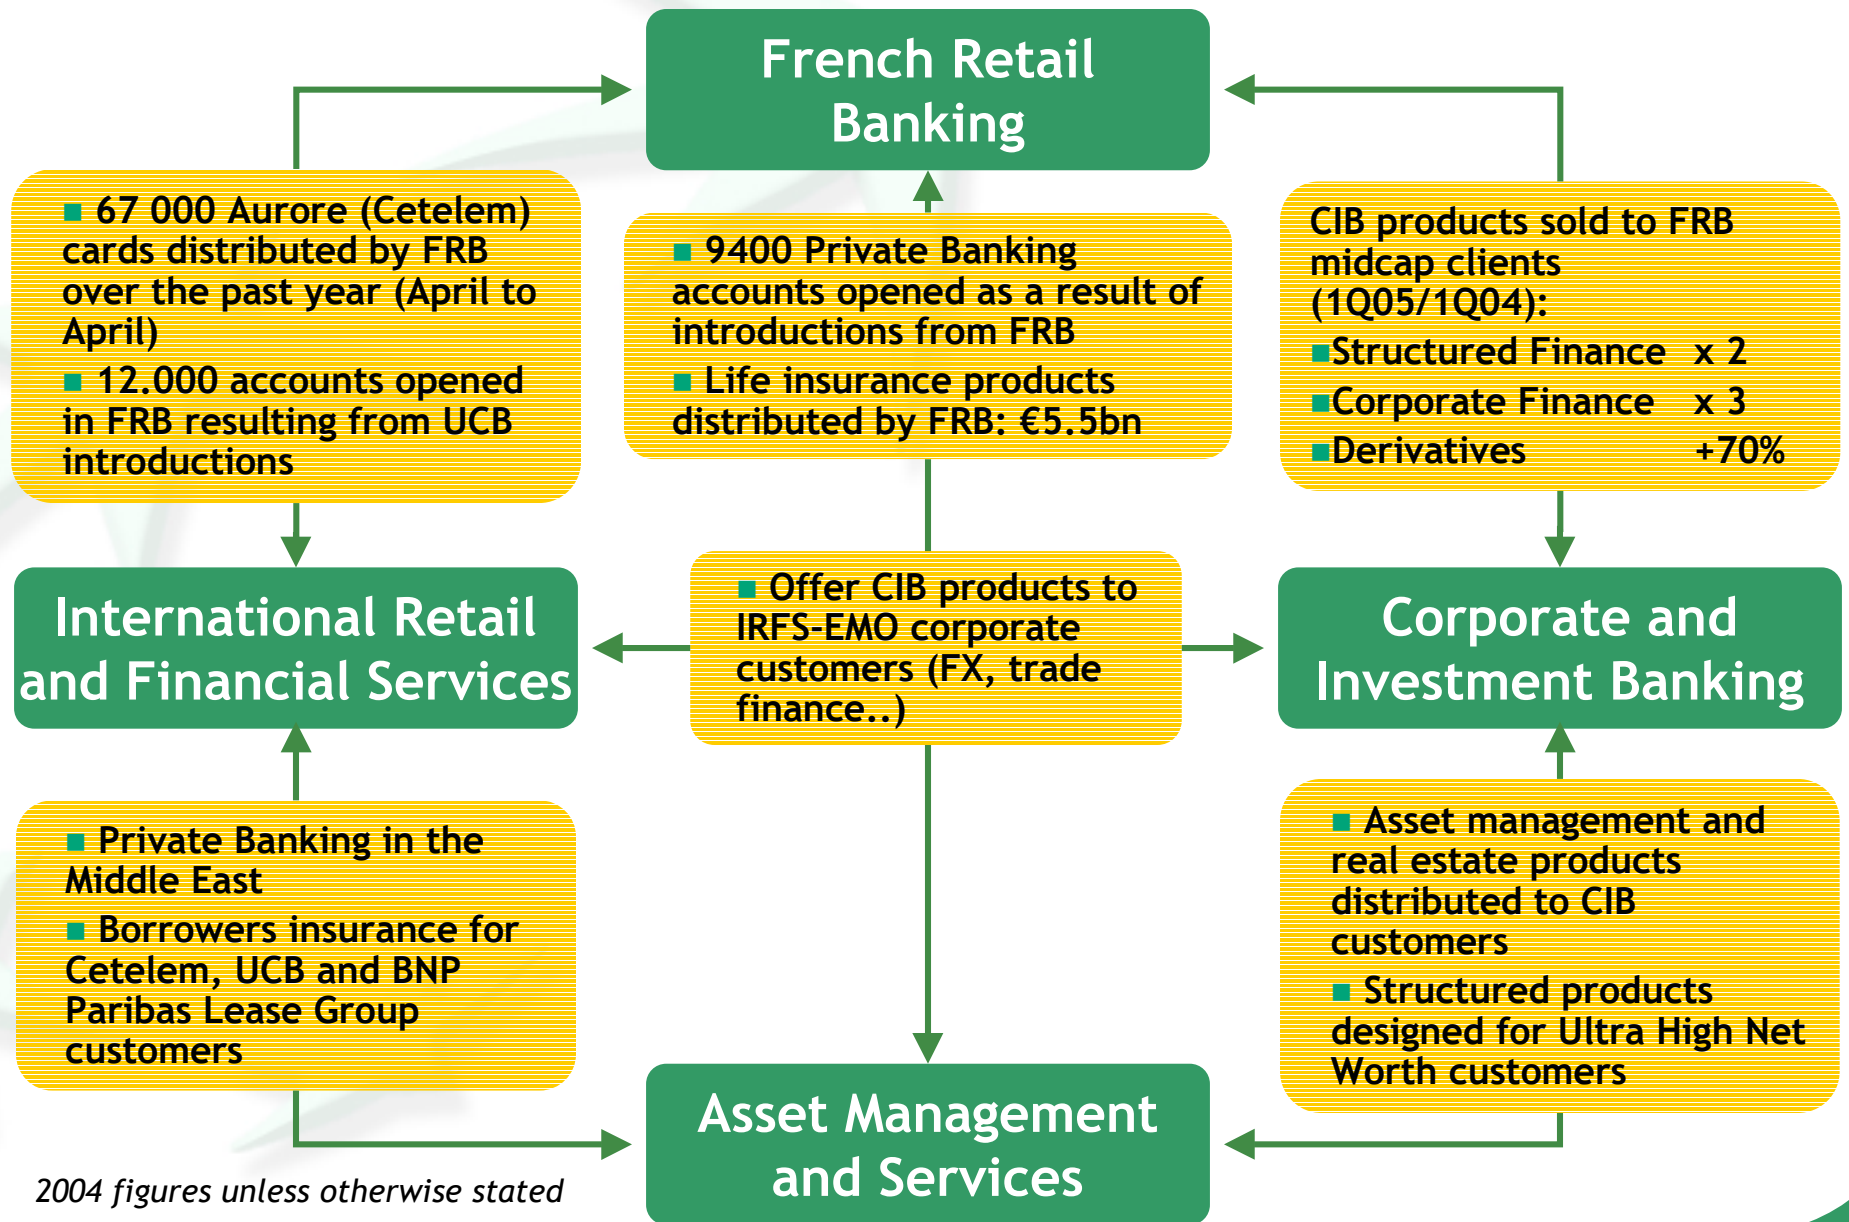 French Retail
Banking
■ 67 000 Aurore (Cetelem)
cards distributed by FRB
over the past year (April to
April)
■ 12.000 accounts opened
in FRB resulting from UCB
introductions
■ 9400 Private Banking
accounts opened as a result of
introductions from FRB
■ Life insurance products
distributed by FRB: €5.5bn
CIB products sold to FRB
midcap clients
(1Q05/1Q04):
■Structured Finance x 2
■Corporate Finance x 3
■Derivatives +70%
International Retail
and Financial Services
■ Offer CIB products to
IRFS-EMO corporate
customers (FX, trade
finance..)
Corporate and
Investment Banking
■ Private Banking in the
Middle East
■ Borrowers insurance for
Cetelem, UCB and BNP
Paribas Lease Group
customers
■ Asset management and
real estate products
distributed to CIB
customers
■ Structured products
designed for Ultra High Net
Worth customers
Asset Management
and Services
2004 figures unless otherwise stated